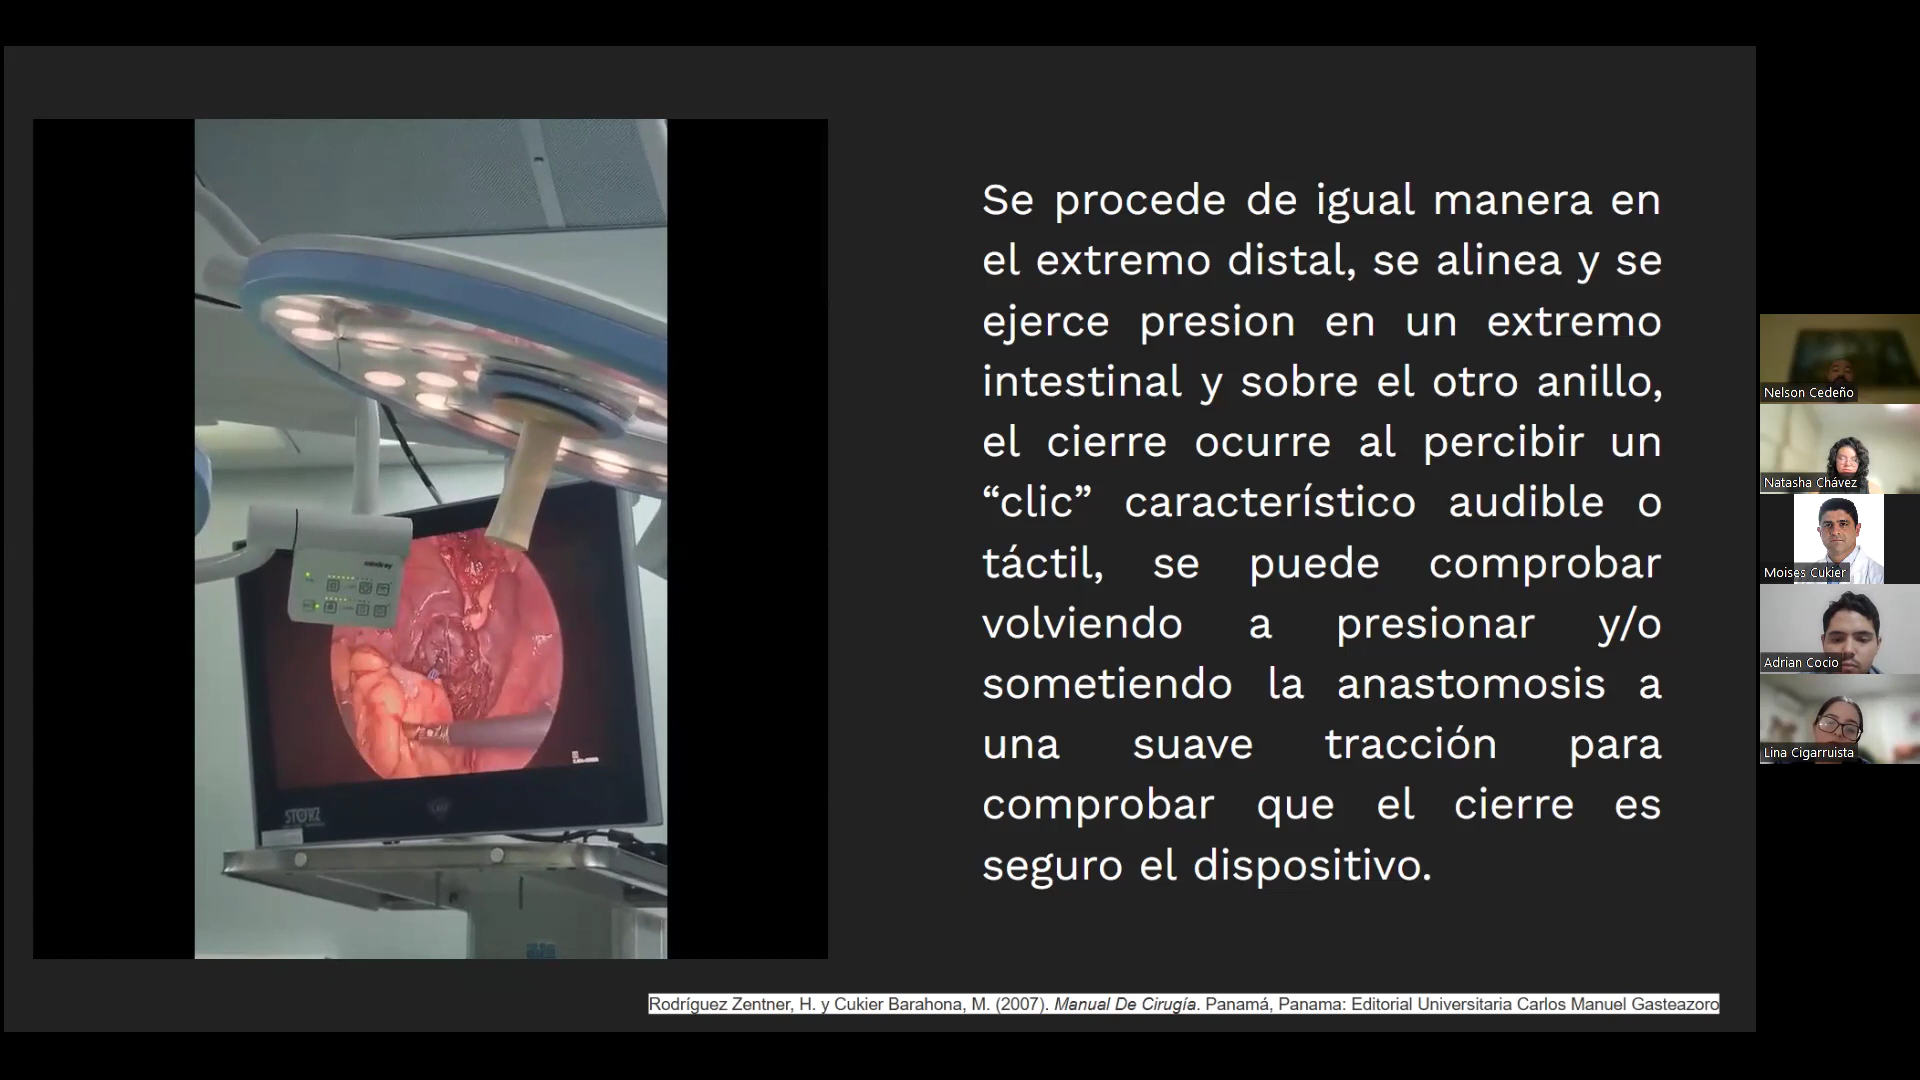 Se procede de igual manera en
el extremo distal, se alinea y se
ejerce presion en un extremo
intestinal y sobre el otro anillo,
el cierre ocurre al percibir un
“clic” característico audible o
táctil, se puede comprobar
volviendo a presionar y/o
sometiendo la anastomosis a
una suave tracción para
comprobar que el cierre es
seguro el dispositivo.
Rodríguez Zentner, H. y Cukier Barahona, M. (2007). Manual De Cirugía. Panamá, Panama: Editorial Universitaria Carlos Manuel Gasteazoro
mindray
STORZ
Nelson Cedeño
Natasha Chávez
Moises Cukier
Adrian Cocio
Lina Cigarruista